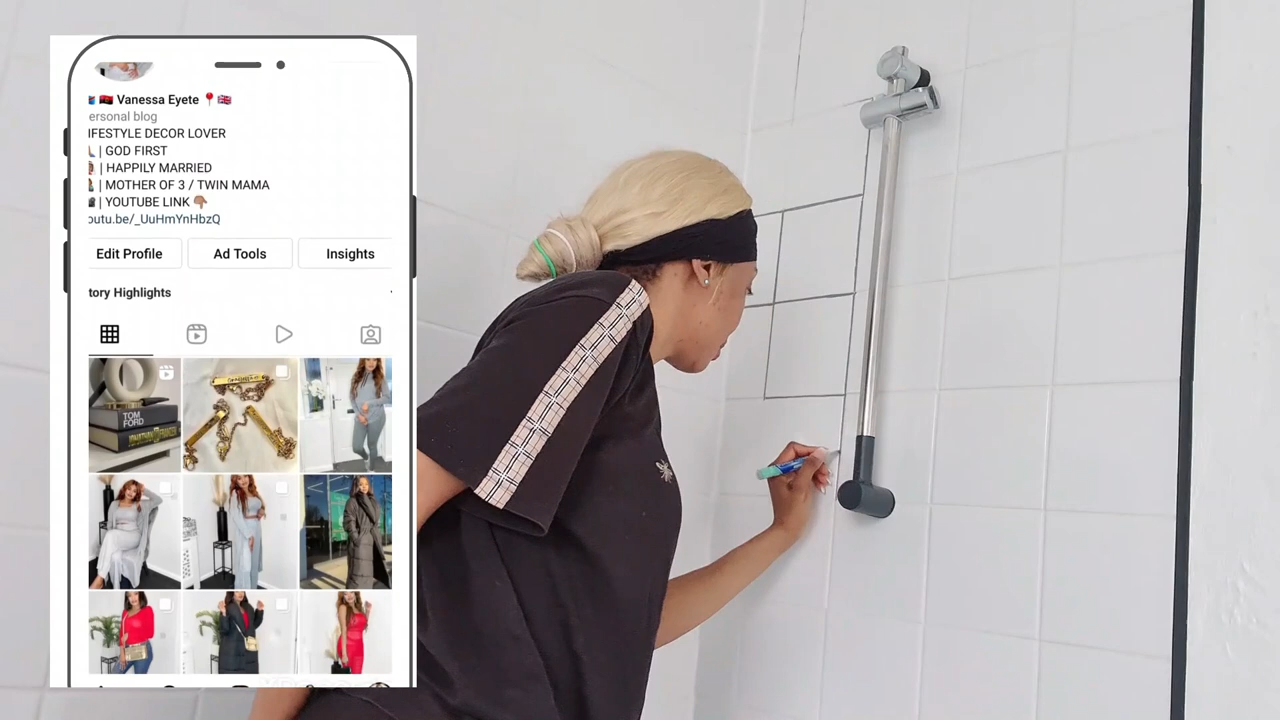 Vanessa Eyete
ersonal blog
IFESTYLE DECOR LOVER
| GOD FIRST
| HAPPILY MARRIED
| MOTHER OF 3 / TWIN MAMA
| YOUTUBE LINK
outu.be/_UuHmYnHbzQ
Edit Profile
Ad Tools
Insights
tory Highlights
TOM
FORD